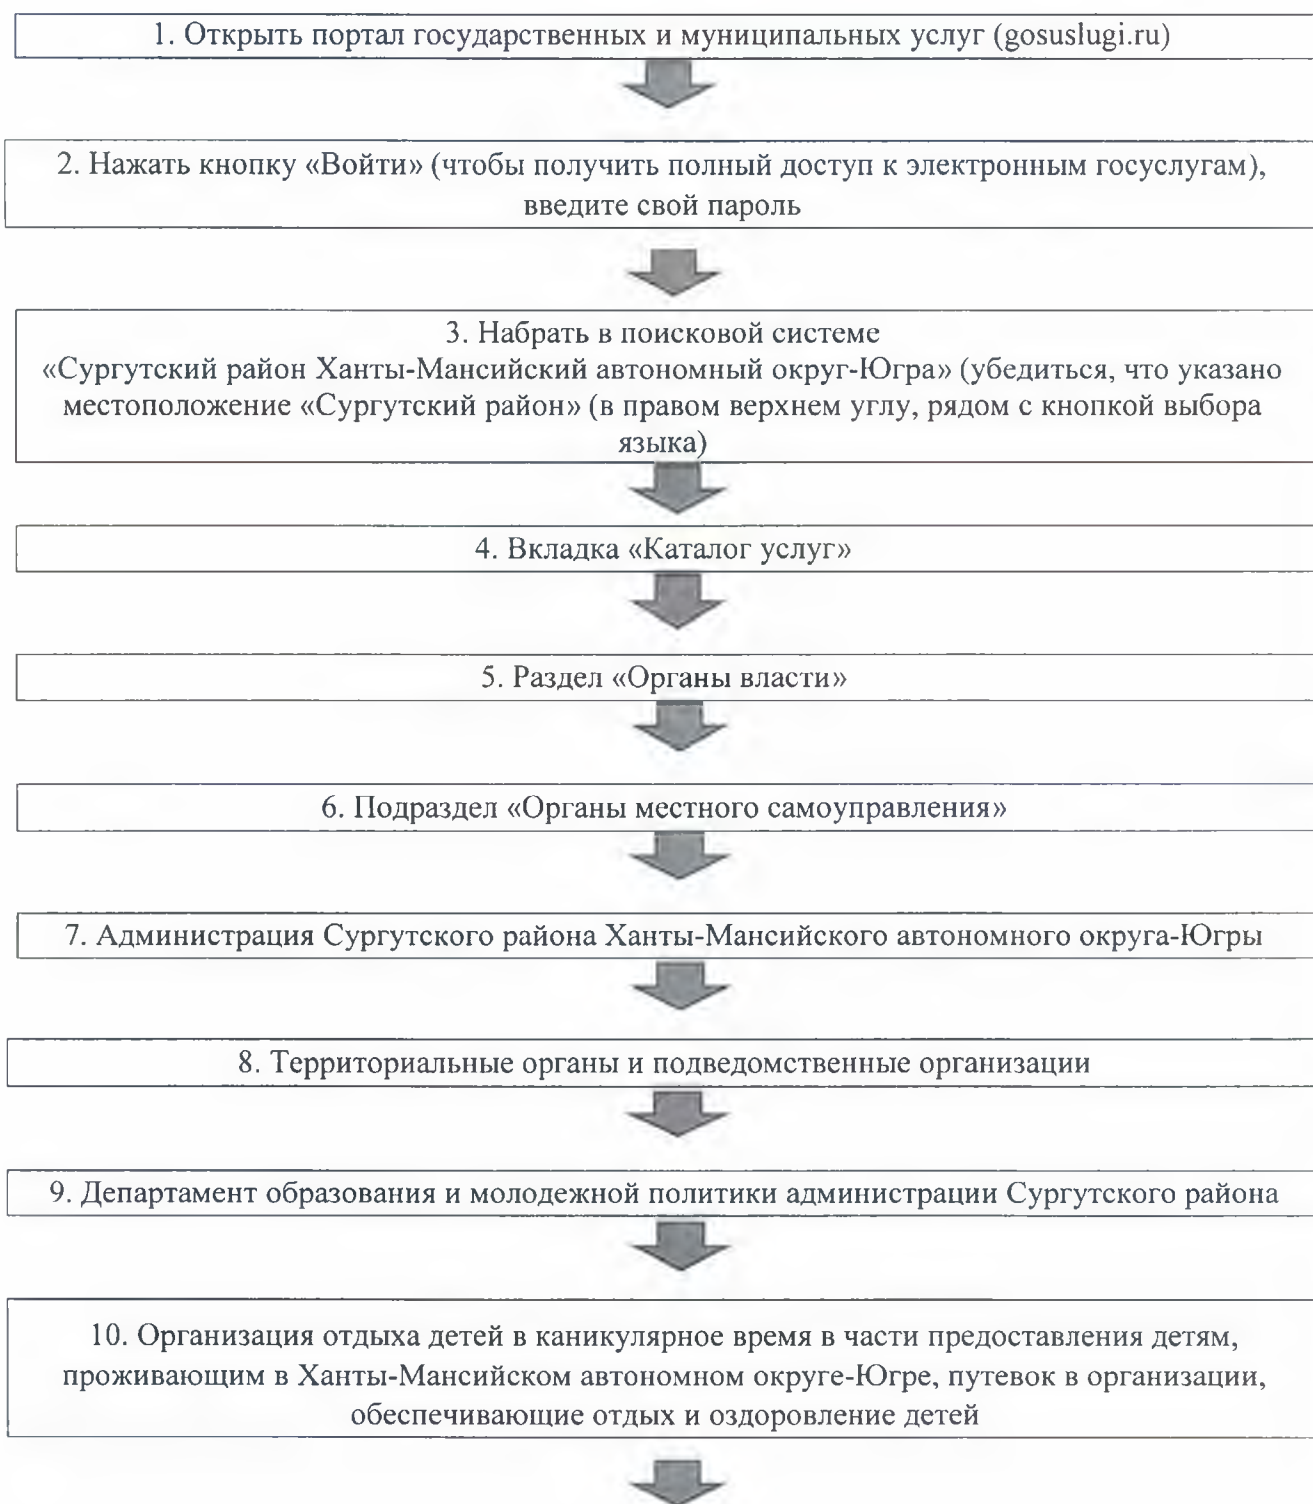 1. Открыть портал государственных и муниципальных услуг (gosuslugi.ru)
2. Нажать кнопку «Войти» (чтобы получить полный доступ к электронным госуслугам),
введите свой пароль
3. Набрать в поисковой системе
«Сургутский район Ханты-Мансийский автономный округ-Югра» (убедиться, что указано
местоположение «Сургутский район» (в правом верхнем углу, рядом с кнопкой выбора
языка)
4. Вкладка «Каталог услуг»
5. Раздел «Органы власти»
6. Подраздел «Органы местного самоуправления»
7. Администрация Сургутского района Ханты-Мансийского автономного округа-Югры
8. Территориальные органы и подведомственные организации
9. Департамент образования и молодежной политики администрации Сургутского района
10. Организация отдыха детей в каникулярное время в части предоставления детям,
проживающим в Ханты-Мансийском автономном округе-Югре, путевок в организации,
обеспечивающие отдых и оздоровление детей